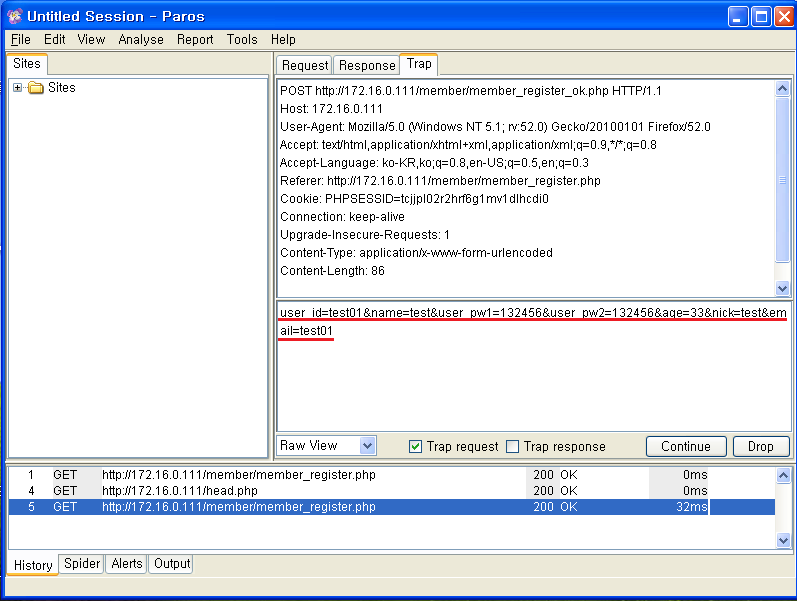 Untitled Session - Paros
File Edit View Analyse Report Tools Help
Sites
Sites
Request Response Trap
POST http://172.16.0.111/member/member_register_ok.php HTTP/1.1
Host: 172.16.0.111
User-Agent: Mozilla/5.0 (Windows NT 5.1; rv:52.0) Gecko/20100101 Firefox/52.0
Accept: text/html,application/xhtml+xml,application/xml;q=0.9,*/*;q=0.8
Accept-Language: ko-KR,ko;q=0.8,en-US;q=0.5,en;q=0.3
Referer: http://172.16.0.111/member/member_register.php
Cookie: PHPSESSID=tcjjpl02r2hrf6g1mv1dlhcdi0
Connection: keep-alive
Upgrade-Insecure-Requests: 1
Content-Type: application/x-www-form-urlencoded
Content-Length: 86
user_id=test01&name=test&user_pw1=132456&user_pw2=132456&age=33&nick=test&em
ail=test01
Raw View Trap request Trap response Continue Drop
1 GET http://172.16.0.111/member/member_register.php 200 OK 0ms
4 GET http://172.16.0.111/head.php 200 OK 0ms
5 GET http://172.16.0.111/member/member_register.php 200 OK 32ms
History Spider Alerts Output